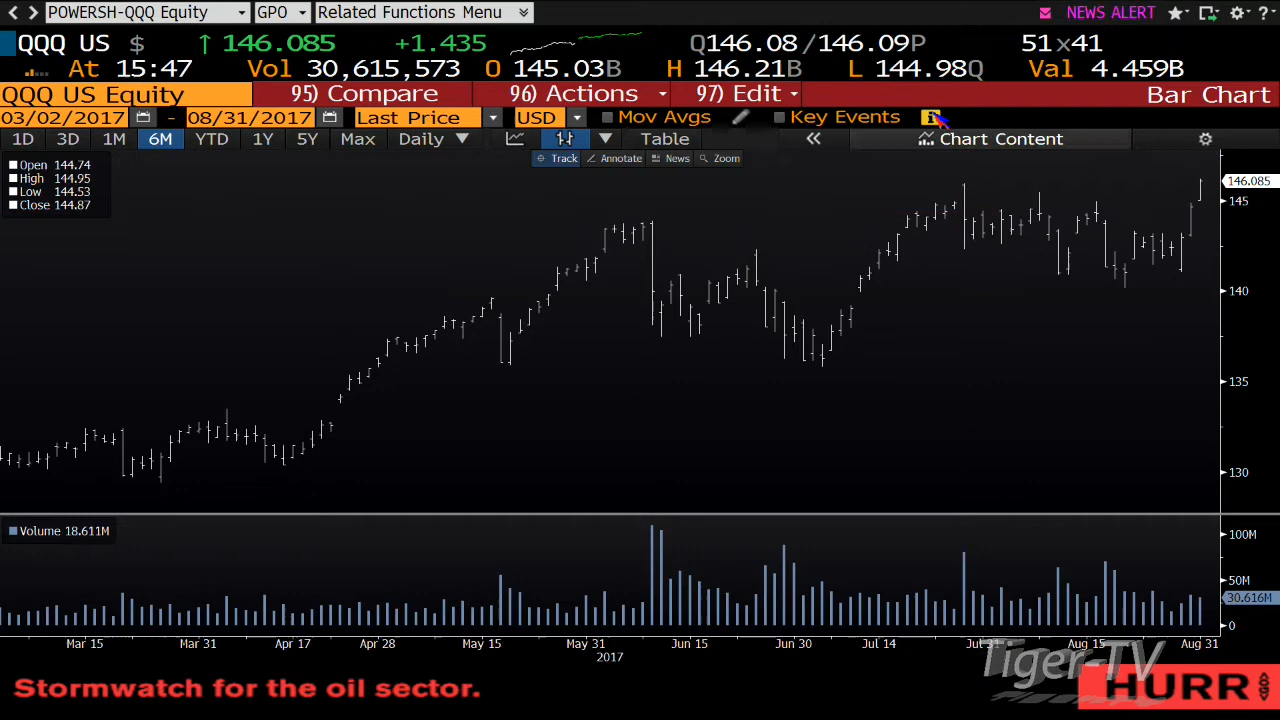 POWERSH-QQQ Equity GPO Related Functions Menu NEWS ALERT ?
QQQ US $ ↑ 146.085 +1.435 Q146.08/146.09P 51x41
At 15:47 Vol 30,615,573 O 145.03B H 146.21B L 144.98Q Val 4.459B
QQQ US Equity 95) Compare 96) Actions 97) Edit Bar Chart
03/02/2017 - 08/31/2017 Last Price USD Mov Avgs Key Events i
1D 3D 1M 6M YTD 1Y 5Y Max Daily Table « Chart Content
Track Annotate News Zoom
Open 144.74
High 144.95
Low 144.53
Close 144.87
146.085
145
140
135
130
Volume 18.611M
100M
50M
30.616M
0
Mar 15 Mar 31 Apr 17 Apr 28 May 15 May 31 Jun 15 Jun 30 Jul 14 Jul 31 Aug 15 Aug 31
2017
Tiger-TV
Stormwatch for the oil sector. HURR